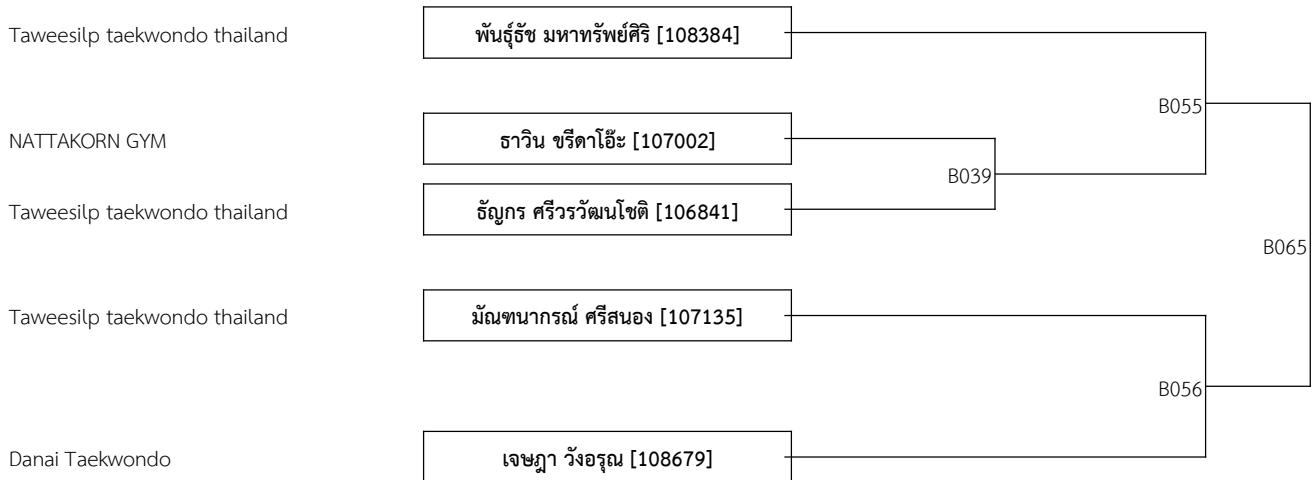 Taweesilp taekwondo thailand พันธุ์ธัช มหาทรัพย์ศิริ [108384]
B055
NATTAKORN GYM ธาวิน ขรีดาโอ๊ะ [107002]
B039
Taweesilp taekwondo thailand ธัญกร ศรีวรวัฒนโชติ [106841]
B065
Taweesilp taekwondo thailand มัณฑนากรณ์ ศรีสนอง [107135]
B056
Danai Taekwondo เจษฎา วังอรุณ [108679]